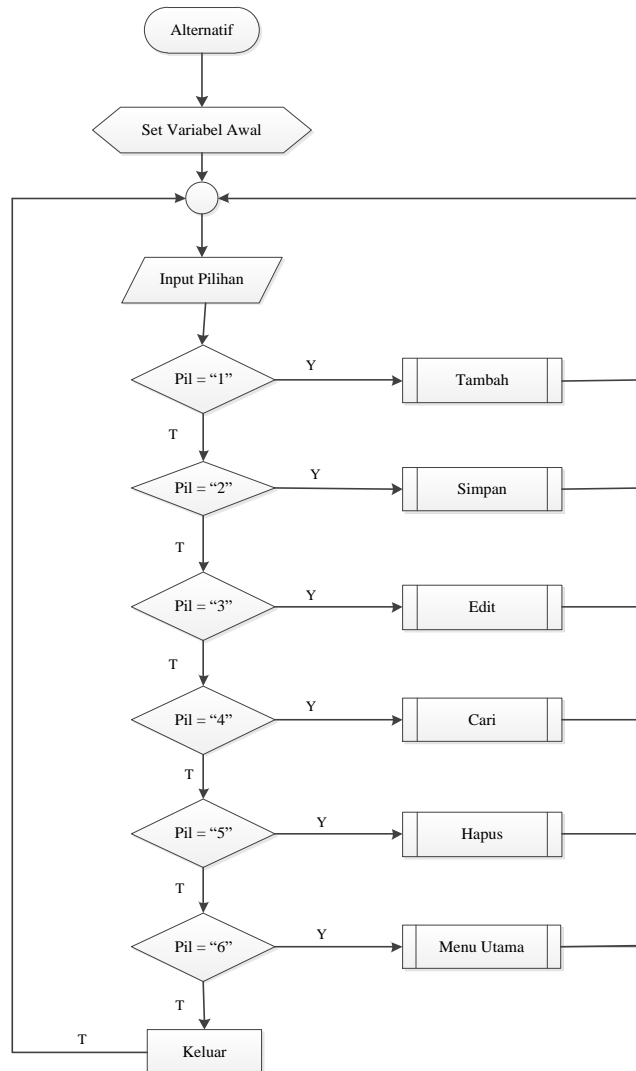 Alternatif
Set Variabel Awal
Input Pilihan
Pil = “1”
Y
Tambah
T
Pil = “2”
Y
Simpan
T
Pil = “3”
Y
Edit
T
Pil = “4”
Y
Cari
T
Pil = “5”
Y
Hapus
T
Pil = “6”
Y
Menu Utama
T
T
Keluar